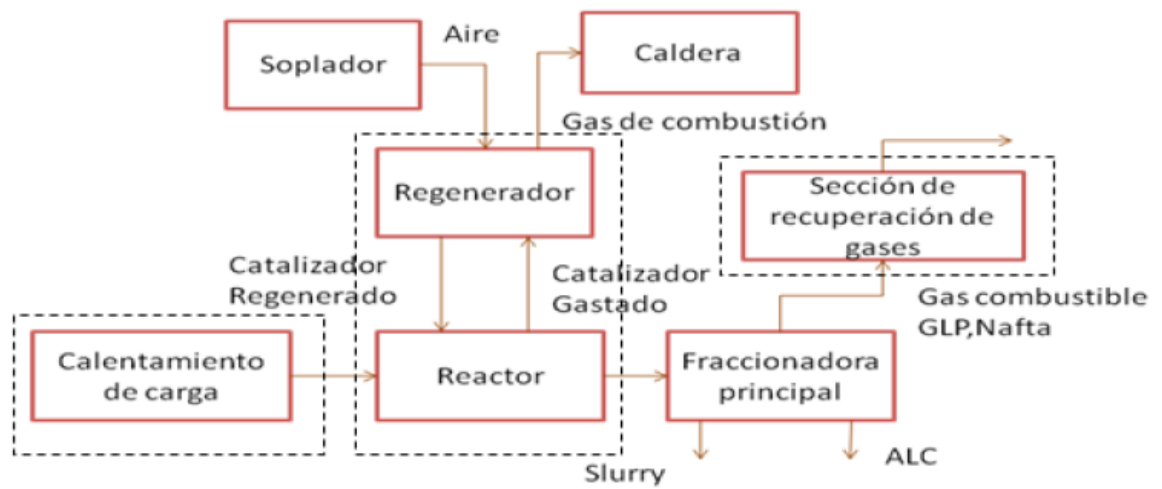 Aire
Soplador
Caldera
Gas de combustión
Regenerador
Sección de
recuperación de
gases
Catalizador
Regenerado
Catalizador
Gastado
Gas combustible
GLP,Nafta
Calentamiento
de carga
Reactor
Fraccionadora
principal
Slurry
ALC